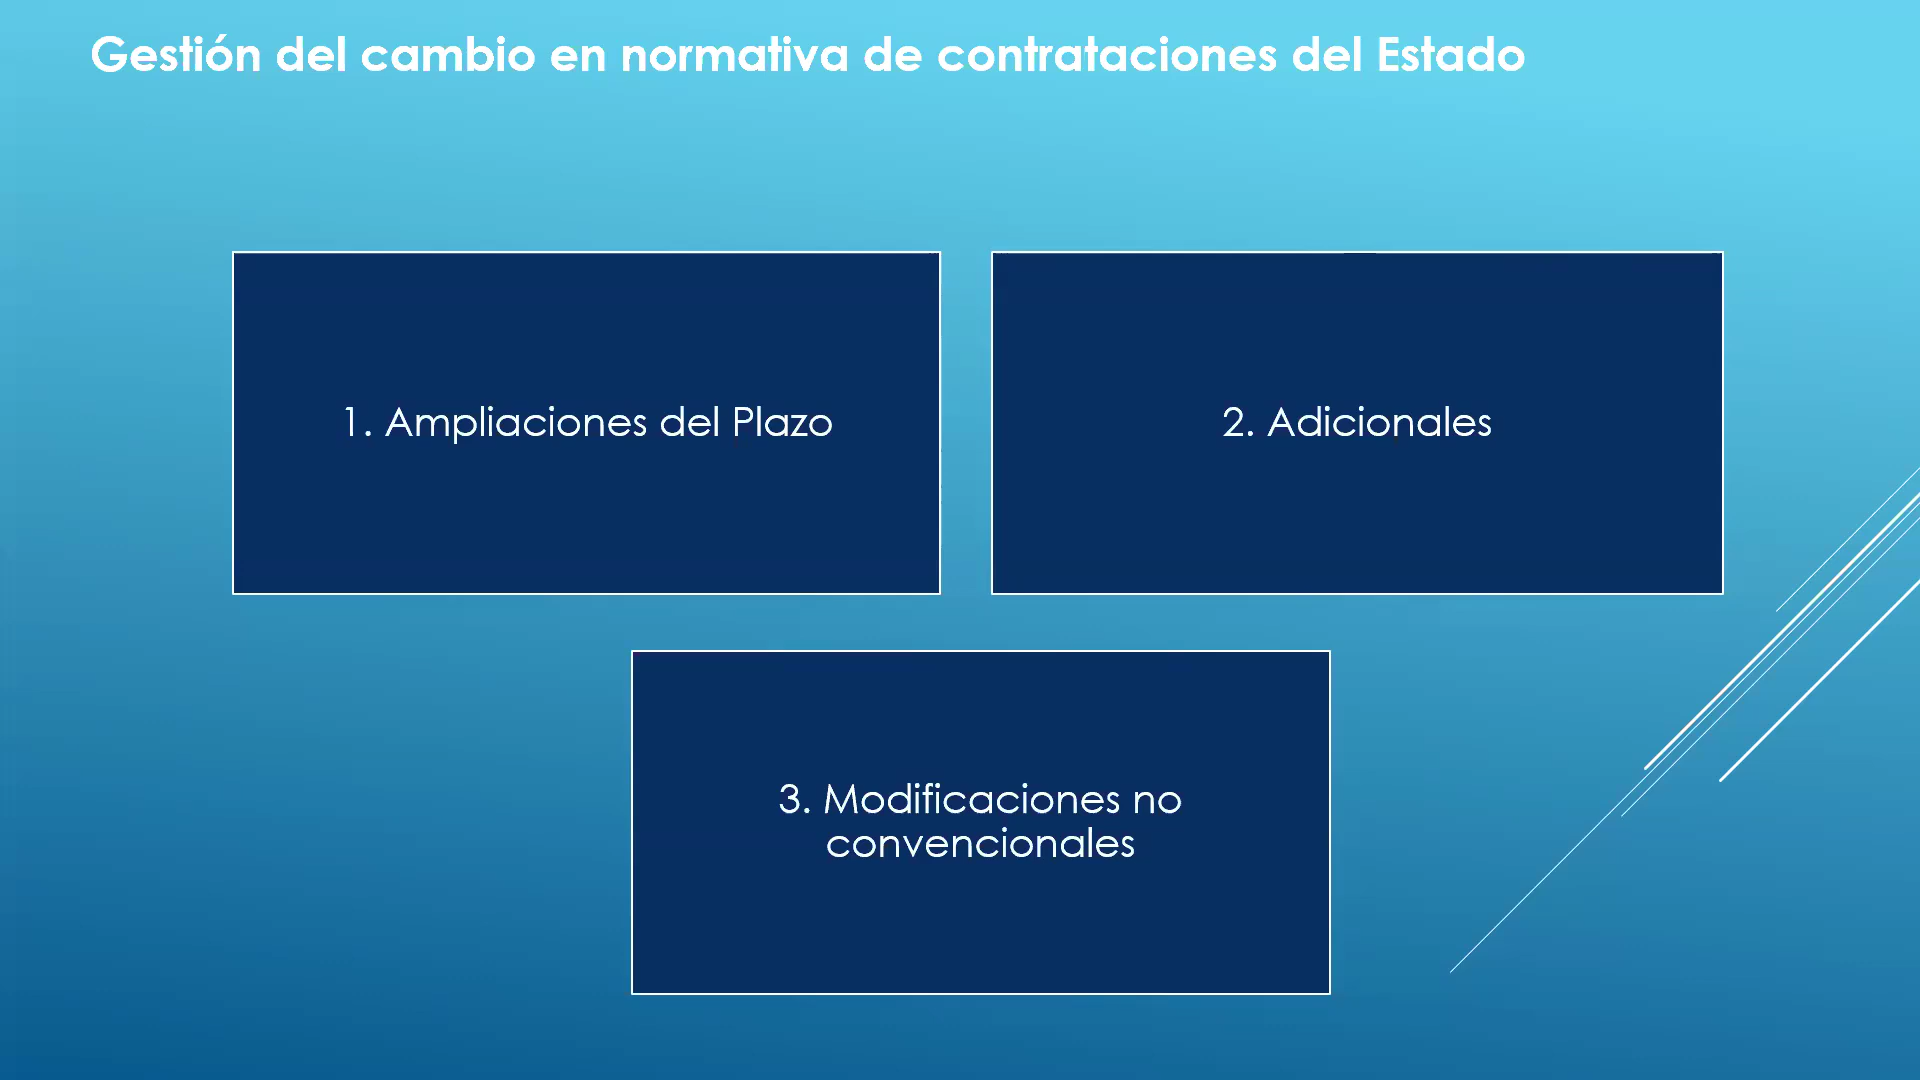 Gestión del cambio en normativa de contrataciones del Estado
1. Ampliaciones del Plazo
2. Adicionales
3. Modificaciones no
convencionales